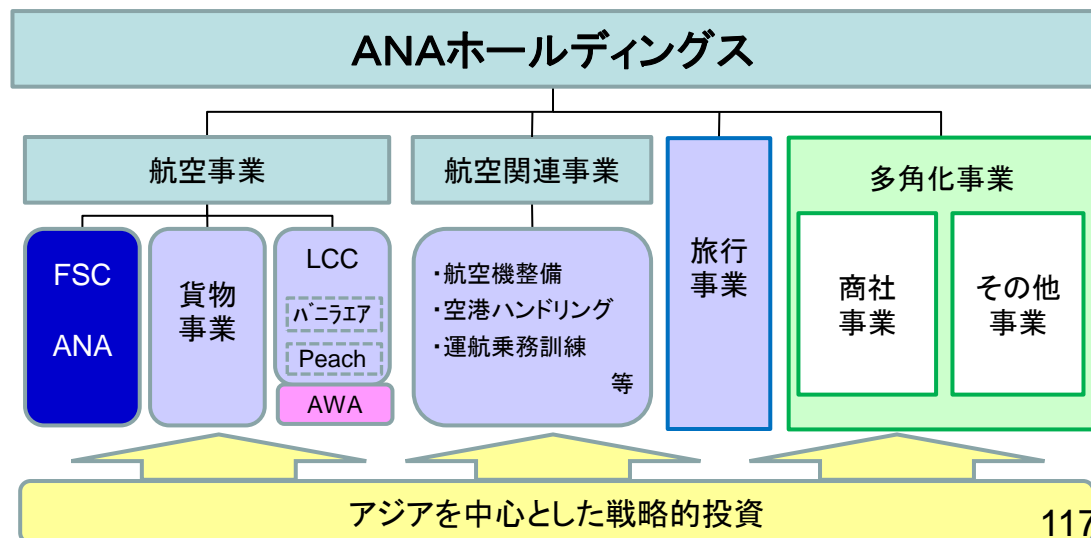 ANAホールディングス
航空事業
航空関連事業
旅行
事業
多角化事業
FSC
ANA
貨物
事業
LCC
バニラエア
Peach
AWA
・航空機整備
・空港ハンドリング
・運航乗務訓練
等
商社
事業
その他
事業
アジアを中心とした戦略的投資
117